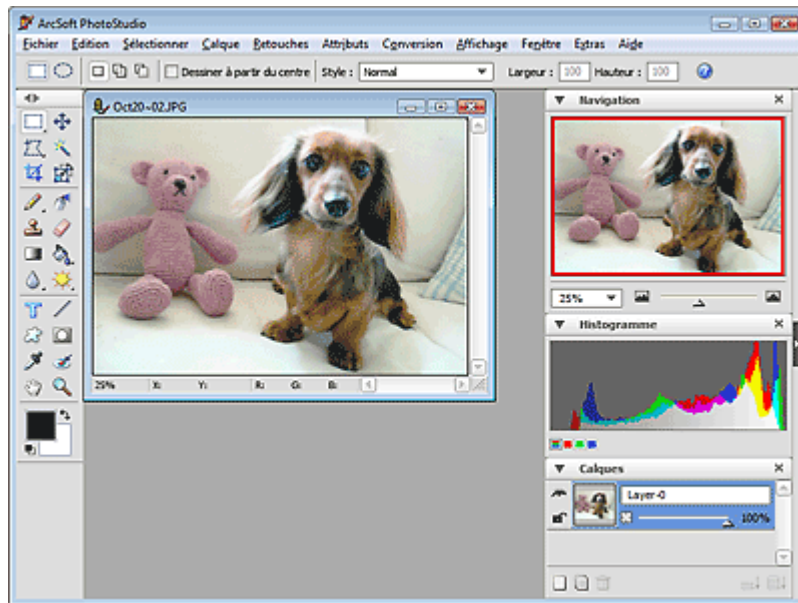 ArcSoft PhotoStudio
Fichier Edition Sélectionner Calque Retouches Attributs Conversion Affichage Fenêtre Extras Aide
Dessiner à partir du centre Style : Normal Largeur : 100 Hauteur : 100
Oct20~02.JPG
Navigation
25%
Histogramme
25% X: Y: R: G: B:
Calques
Layer-0
100%